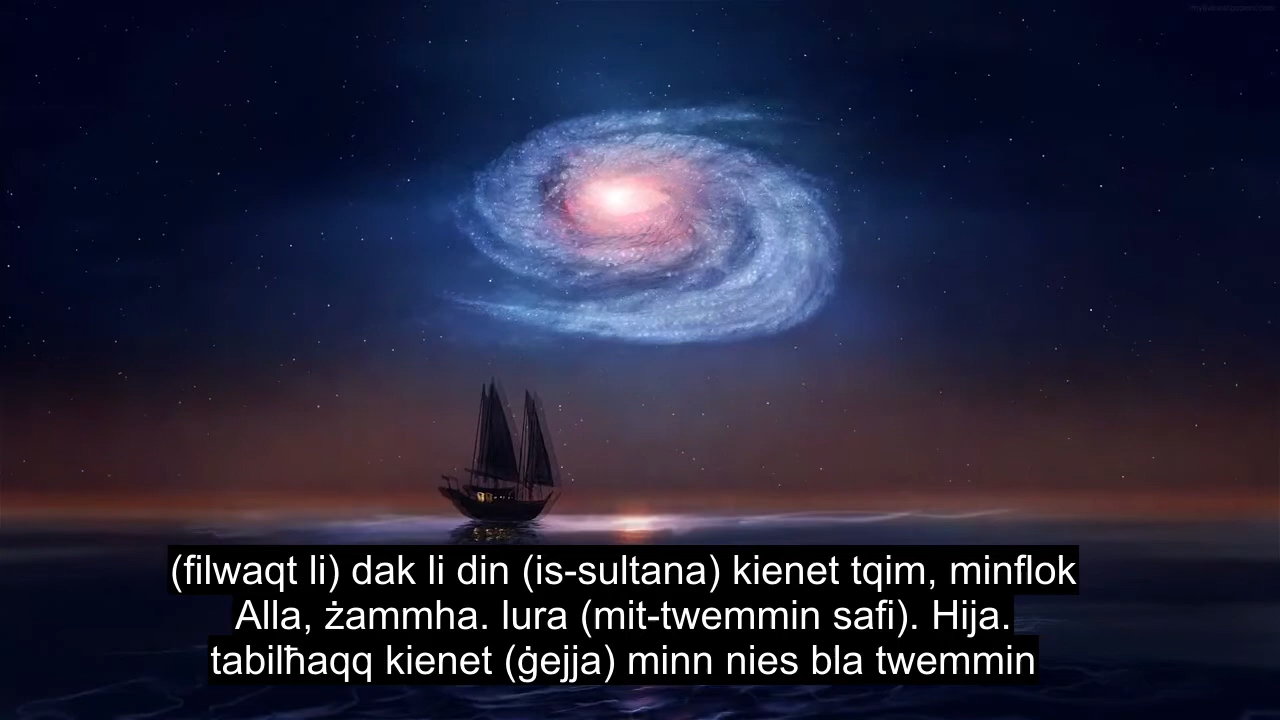 (filwaqt li) dak li din (is-sultana) kienet tqim, minflok
Alla, żammha. lura (mit-twemmin safi). Hija.
tabilħaqq kienet (ġejja) minn nies bla twemmin